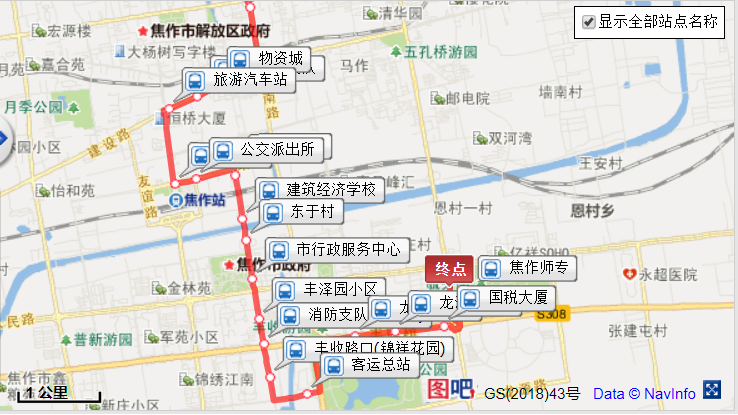 宏源楼
焦作市解放区政府
清华园
显示全部站点名称
大杨树写字楼
物资城
五孔桥游园
嘉合苑
旅游汽车站
马作
月季公园
恒桥大厦
南路
邮电院
墙南村
建设路
公交派出所
双河湾
王安村
怡和苑
友谊路
焦作站
建筑经济学校
峰汇
恩村一村
恩村乡
东于村
市行政服务中心
庄村
亿祥SOHO
焦作市政府
终点
焦作师专
永超医院
金林苑
丰泽园小区
国税大厦
民路
消防支队
S308
普新游园
军苑小区
丰收路口(锦祥花园)
张建屯村
客运总站
焦作市鑫
锦绣江南
公园
1 公里
新庄小区
图吧
GS(2018)43号
Data © NavInfo